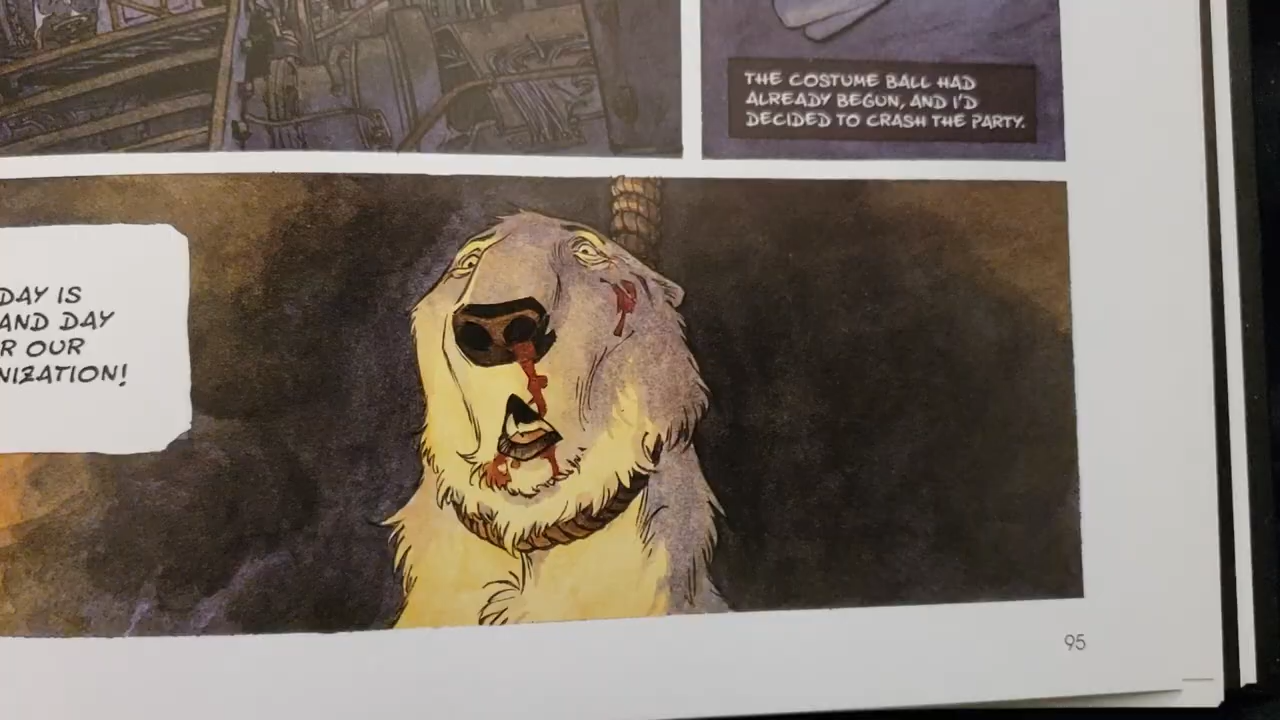 THE COSTUME BALL HAD
ALREADY BEGUN, AND I'D
DECIDED TO CRASH THE PARTY.
DAY IS
AND DAY
R OUR
NIZATION!
95